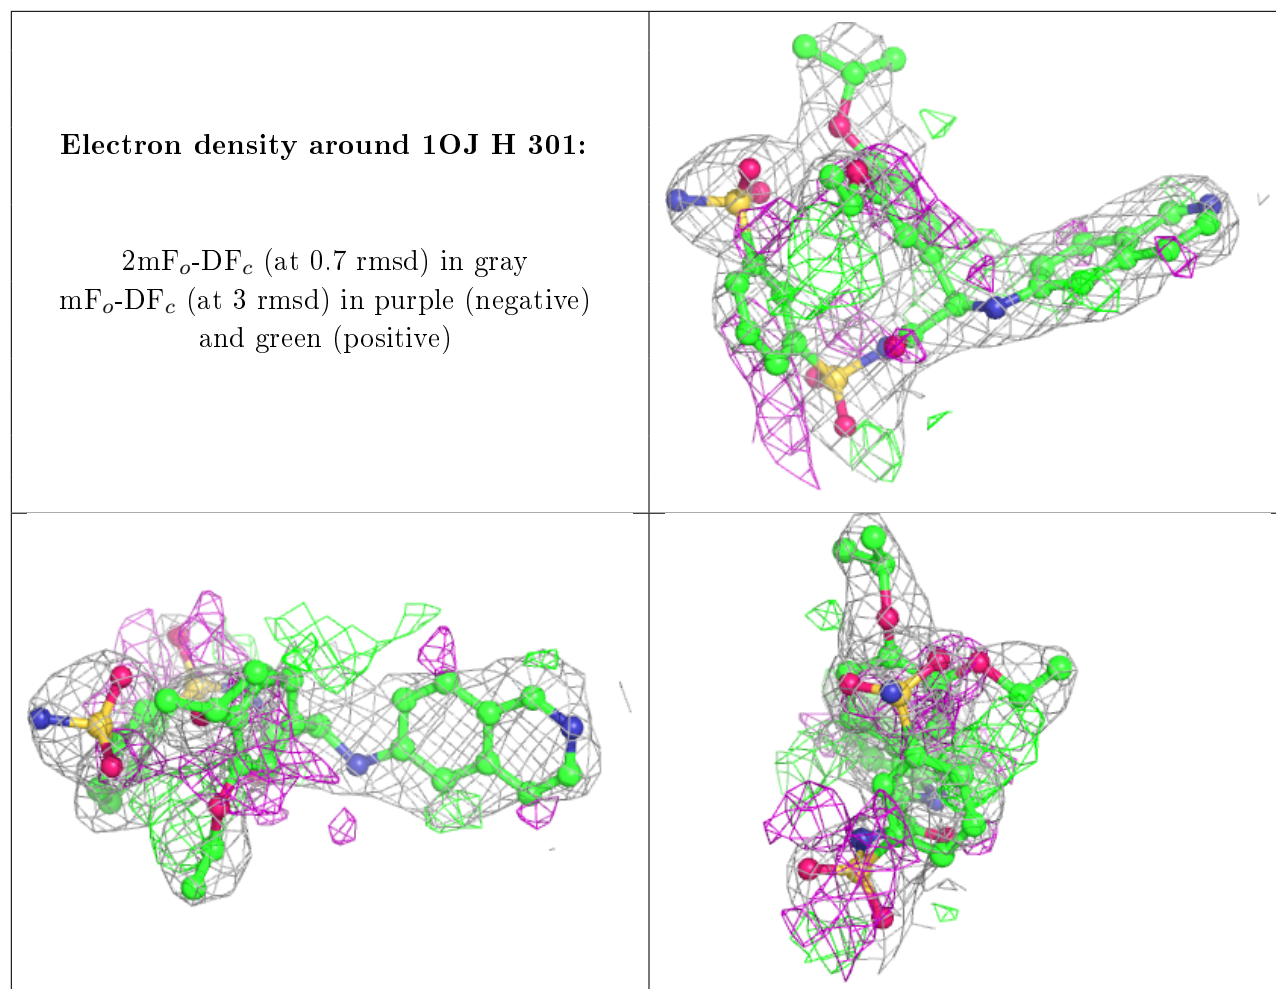 Electron density around 1OJ H 301:
2mFo-DFc (at 0.7 rmsd) in gray
mFo-DFc (at 3 rmsd) in purple (negative)
and green (positive)